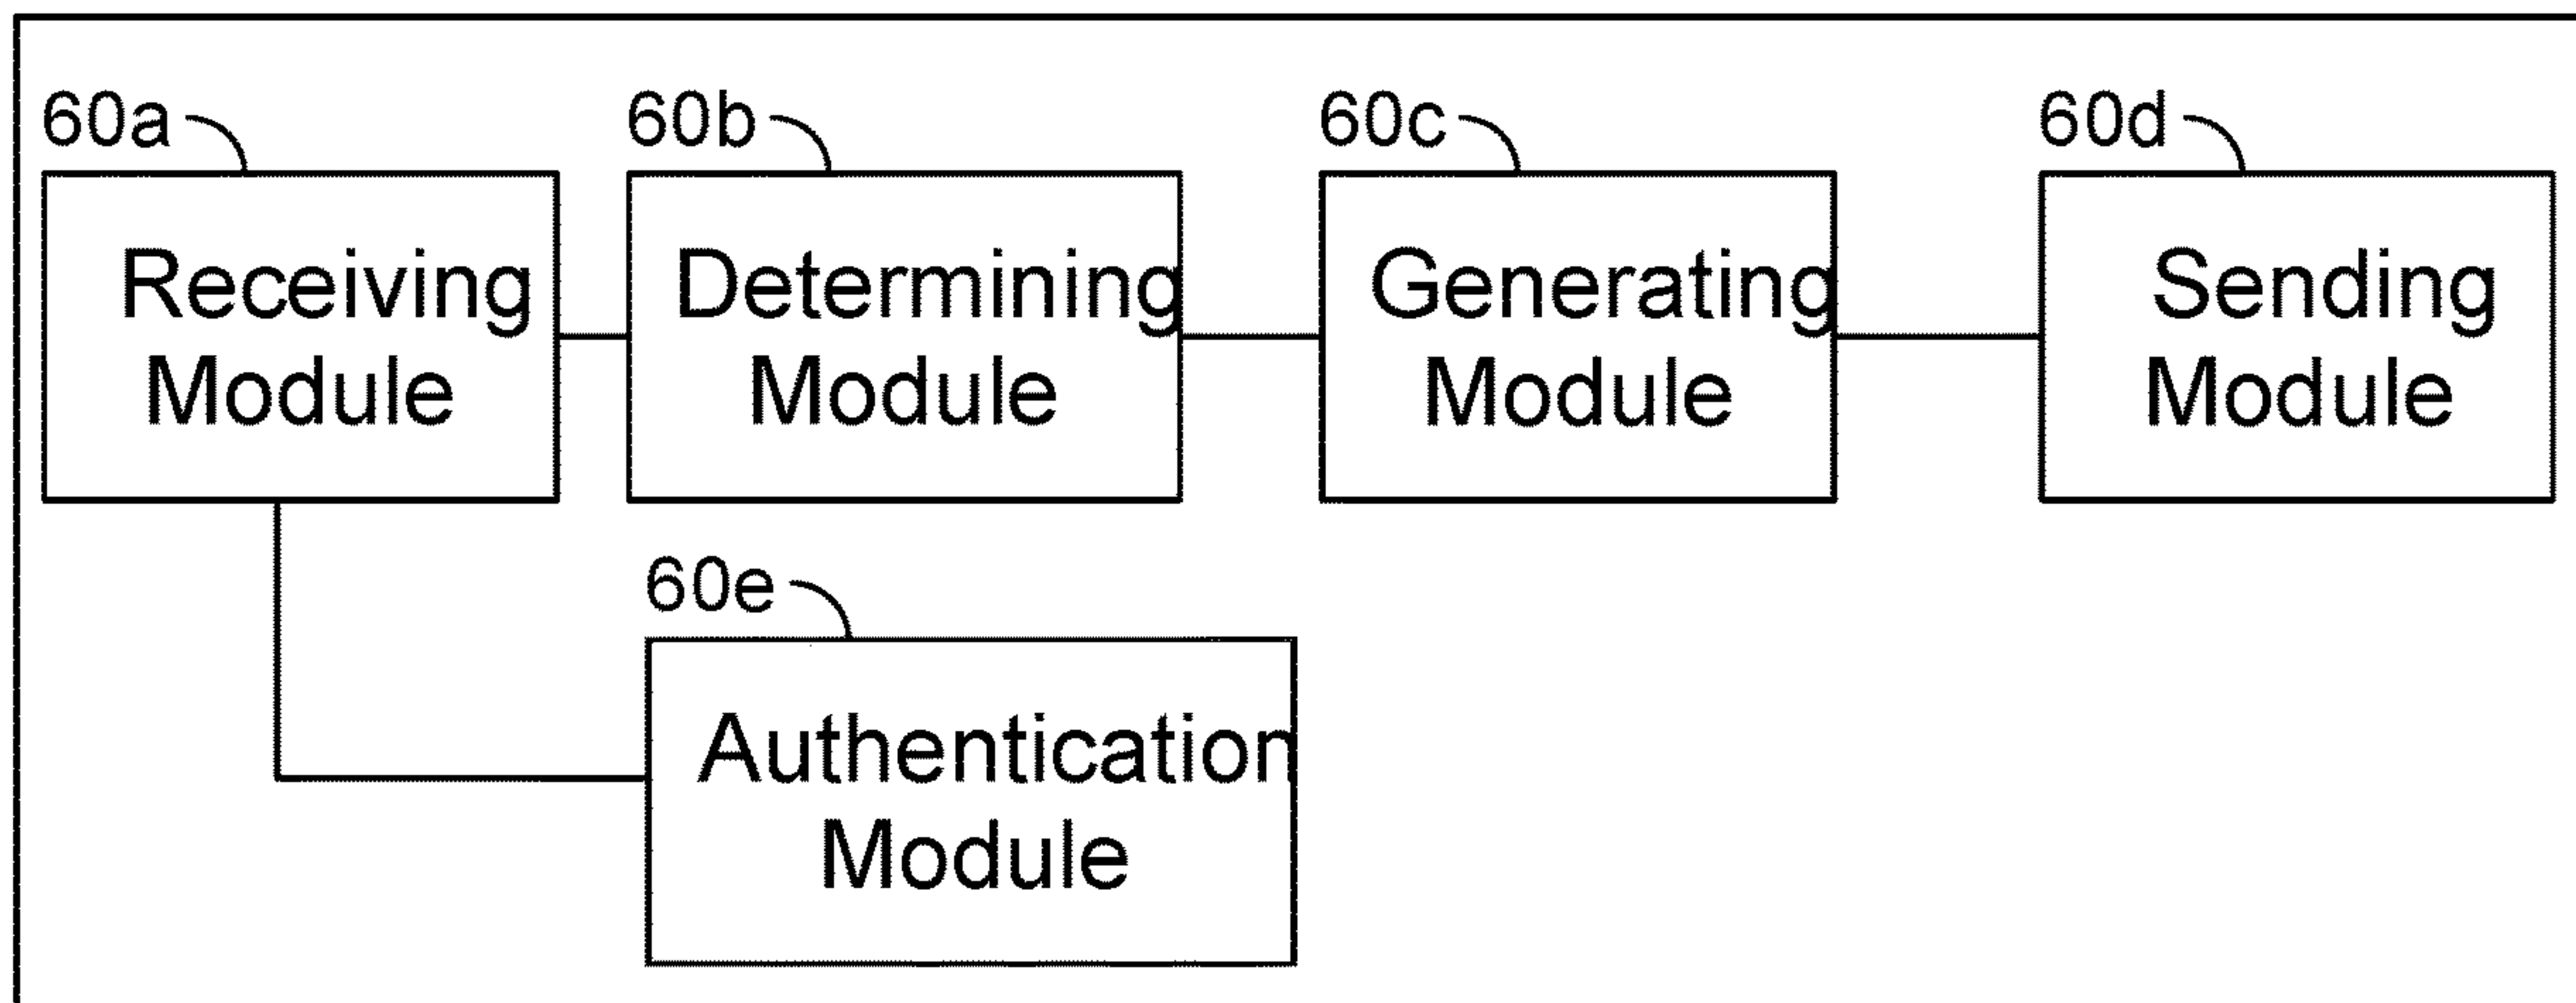 60a
60b
60c
60d
Receiving
Module
Determining
Module
Generating
Module
Sending
Module
60e
Authentication
Module